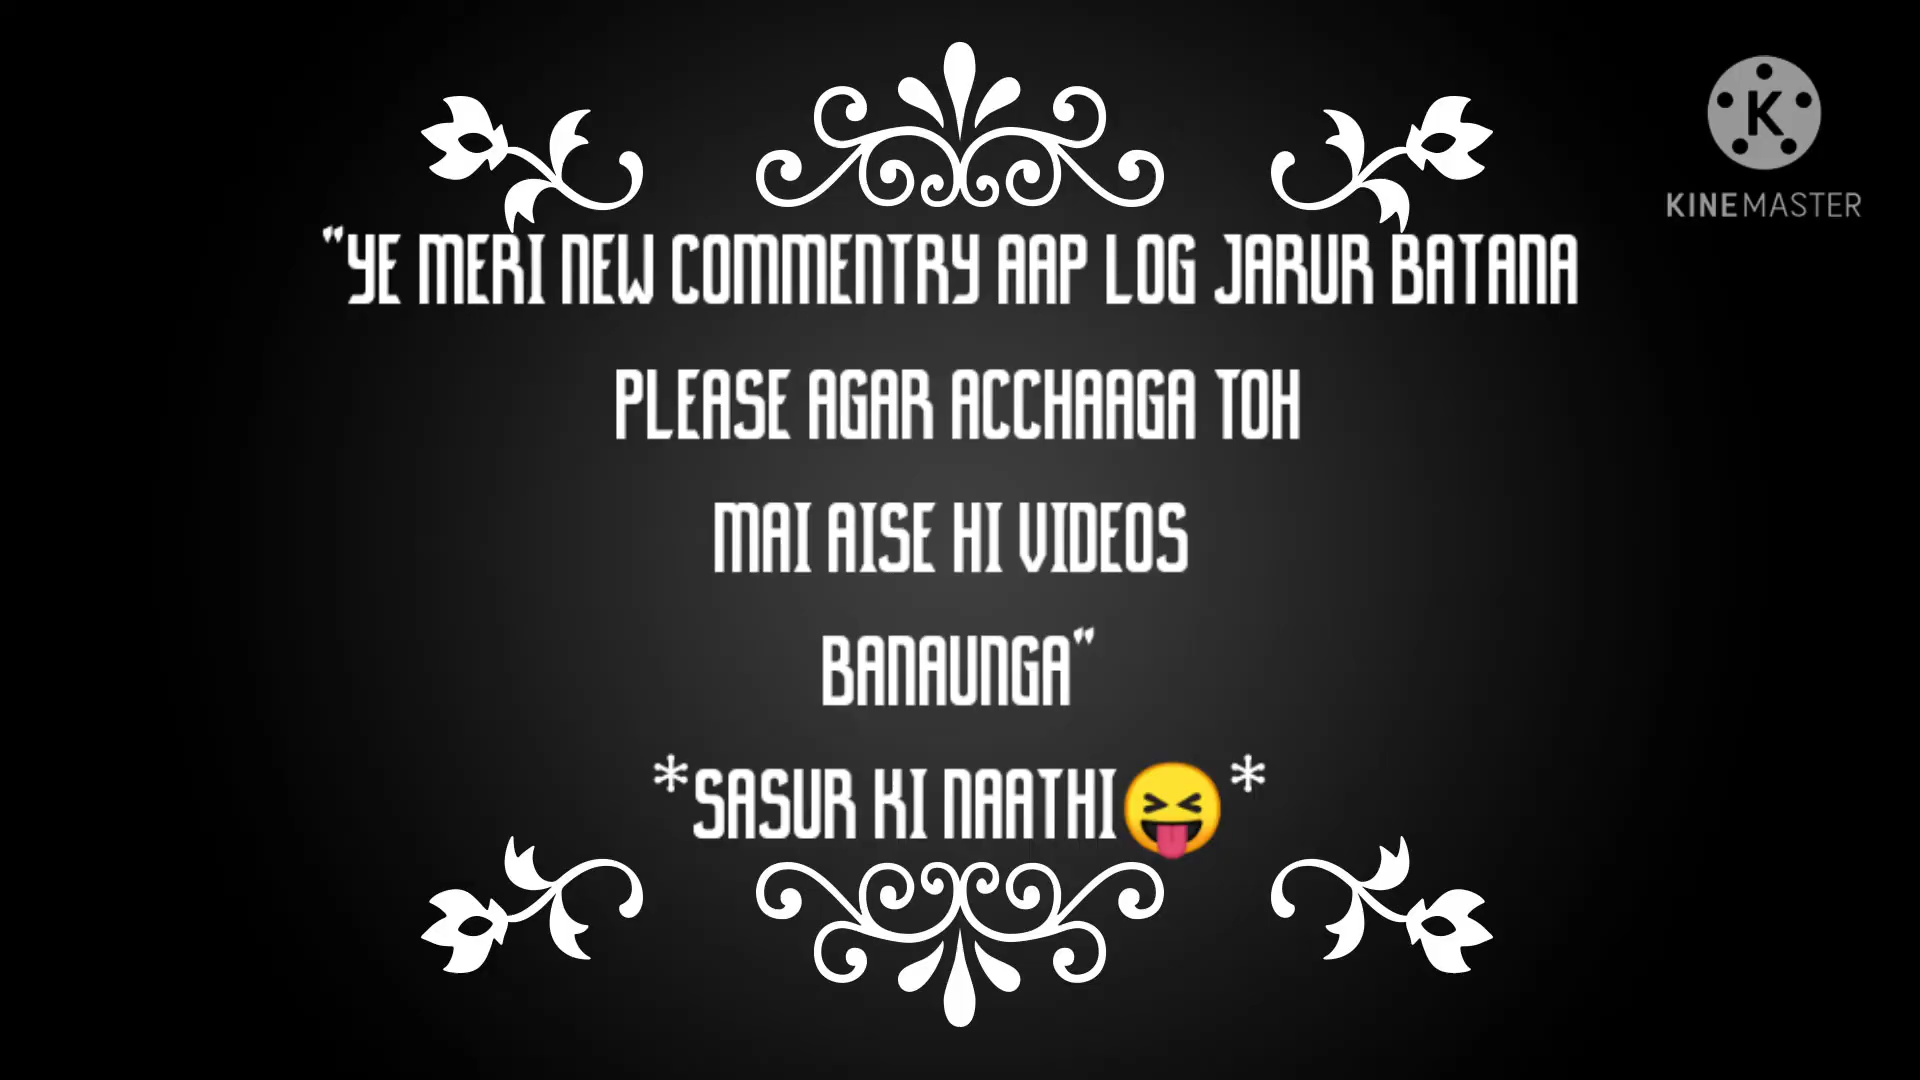 K
KINEMASTER
"YE MERI NEW COMMENTRY AAP LOG JARUR BATANA
PLEASE AGAR ACCHAAGA TOH
MAI AISE HI VIDEOS
BANAUNGA"
*SASUR KI NAATHI😝*